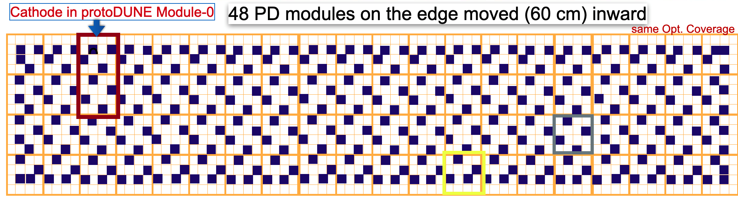 Cathode in protoDUNE Module-0
48 PD modules on the edge moved (60 cm) inward
same Opt. Coverage